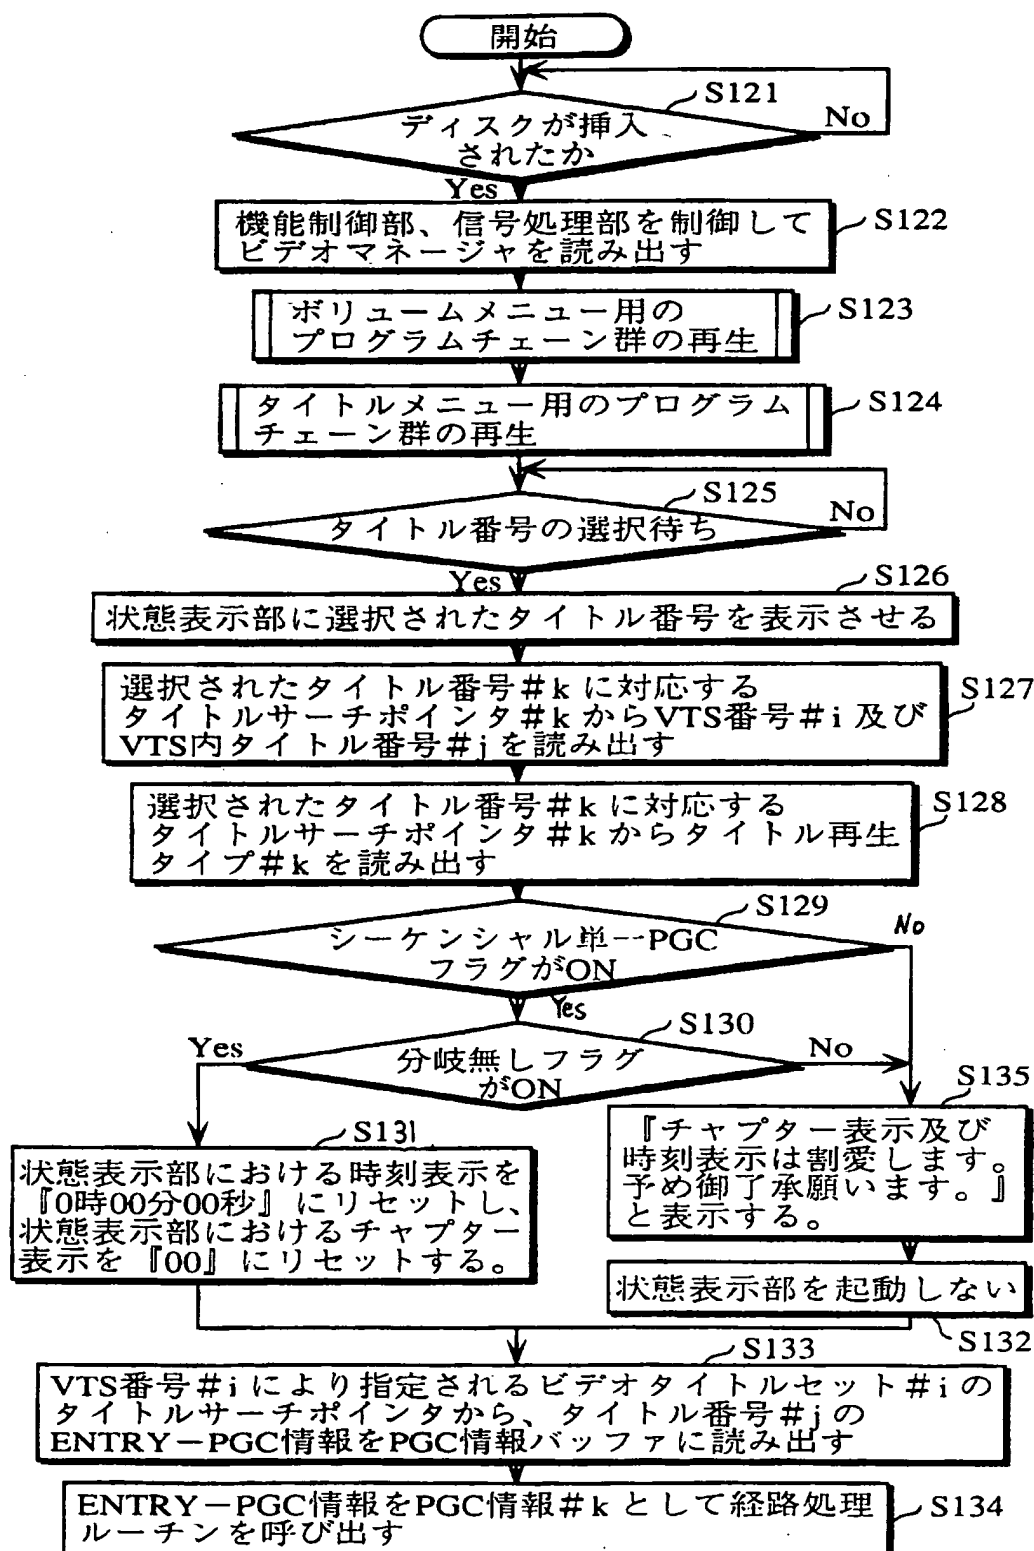 開始
S121
No
ディスクが挿入
されたか
Yes
機能制御部、信号処理部を制御して
ビデオマネージャを読み出す
S122
ボリュームメニュー用の
プログラムチェーン群の再生
S123
タイトルメニュー用のプログラム
チェーン群の再生
S124
S125
No
タイトル番号の選択待ち
Yes
S126
状態表示部に選択されたタイトル番号を表示させる
選択されたタイトル番号#kに対応する
タイトルサーチポインタ#kからVTS番号#i及び
VTS内タイトル番号#jを読み出す
S127
選択されたタイトル番号#kに対応する
タイトルサーチポインタ#kからタイトル再生
タイプ#kを読み出す
S128
S129
No
シーケンシャル単一PGC
フラグがON
Yes
S130
Yes
No
分岐無しフラグ
がON
S131
状態表示部における時刻表示を
『0時00分00秒』にリセットし、
状態表示部におけるチャプター
表示を『00』にリセットする。
S135
『チャプター表示及び
時刻表示は割愛します。
予め御了承願います。』
と表示する。
状態表示部を起動しない
S132
S133
VTS番号#iにより指定されるビデオタイトルセット#iの
タイトルサーチポインタから、タイトル番号#jの
ENTRY－PGC情報をPGC情報バッファに読み出す
ENTRY－PGC情報をPGC情報#kとして経路処理
ルーチンを呼び出す
S134